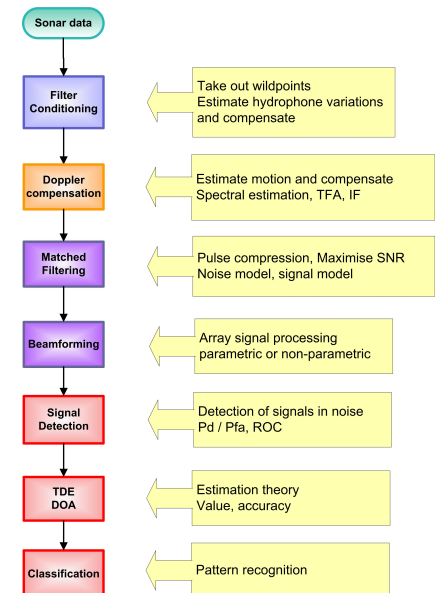 Sonar data
Filter
Conditioning
Take out wildpoints
Estimate hydrophone variations
and compensate
Doppler
compensation
Estimate motion and compensate
Spectral estimation, TFA, IF
Matched
Filtering
Pulse compression, Maximise SNR
Noise model, signal model
Beamforming
Array signal processing
parametric or non-parametric
Signal
Detection
Detection of signals in noise
Pd / Pfa, ROC
TDE
DOA
Estimation theory
Value, accuracy
Classification
Pattern recognition